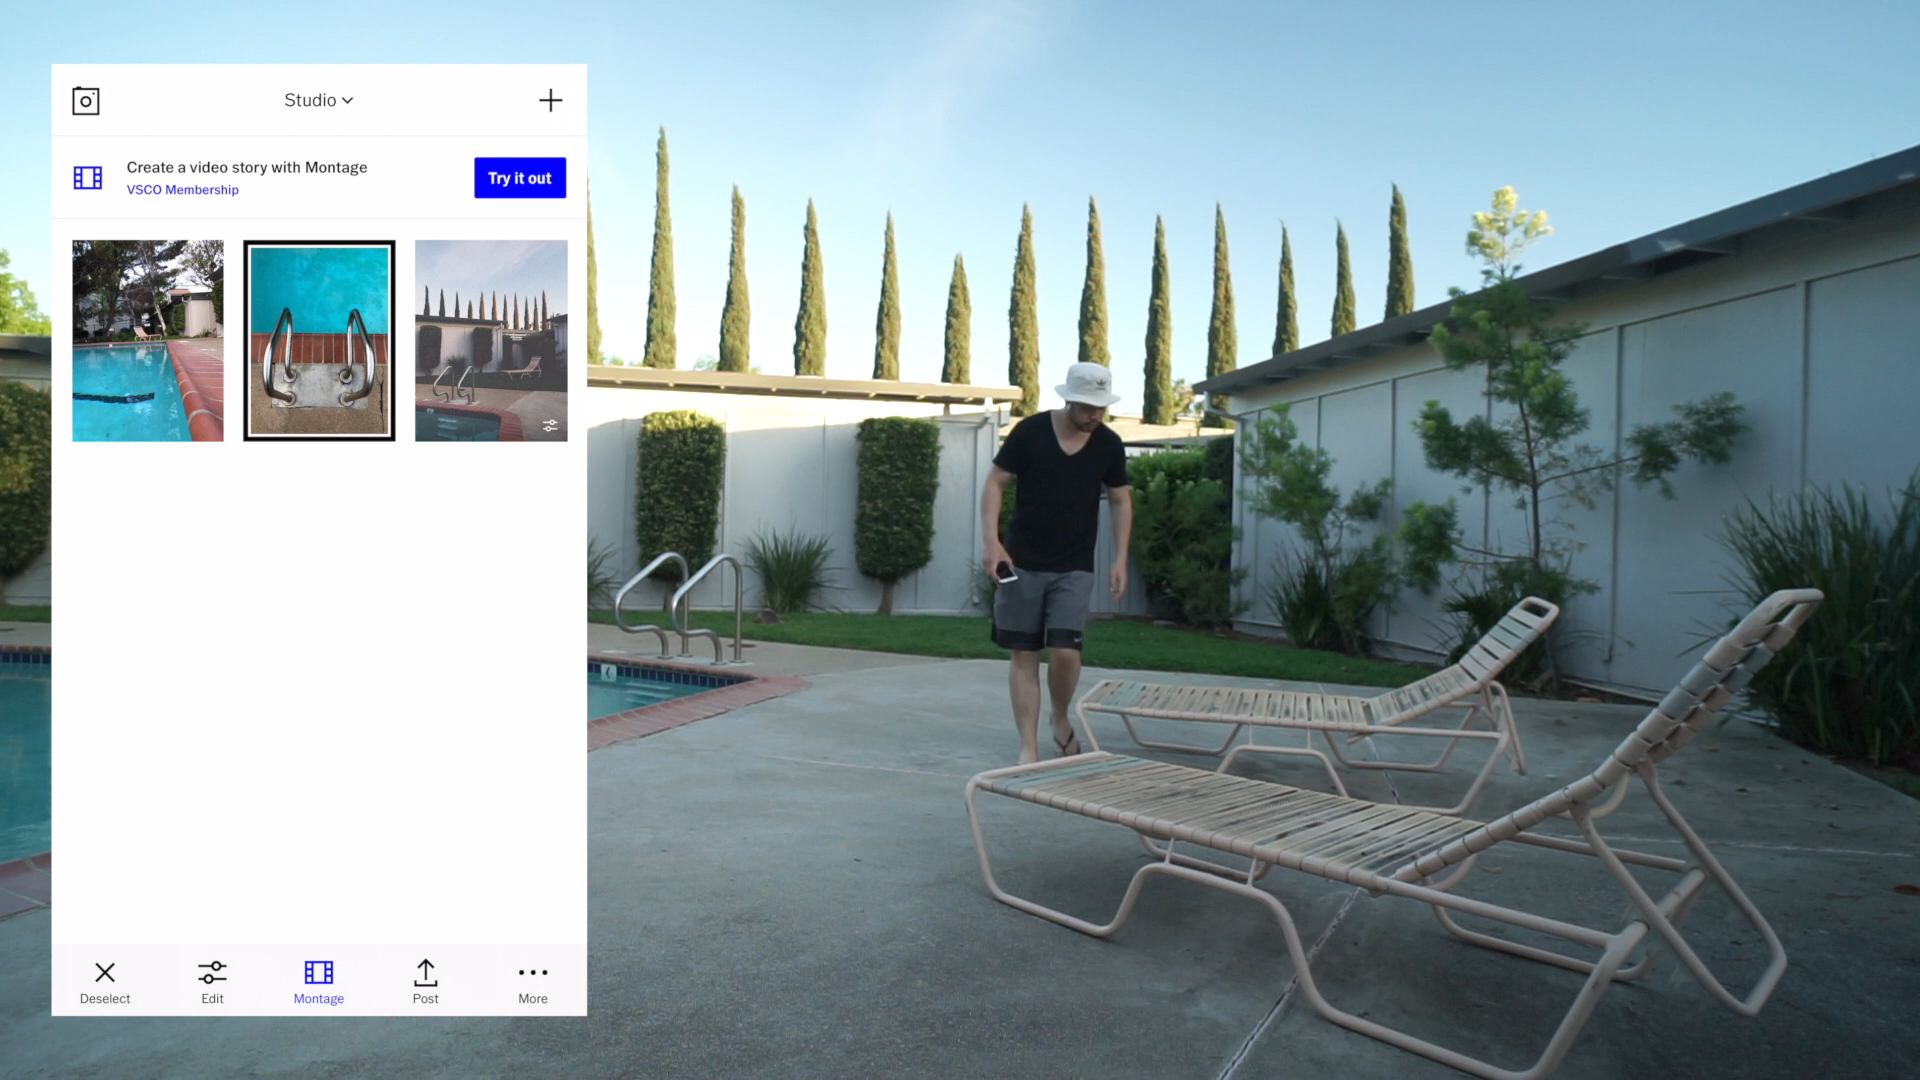 Studio
Create a video story with Montage
VSCO Membership
Try it out
Deselect
Edit
Montage
Post
More